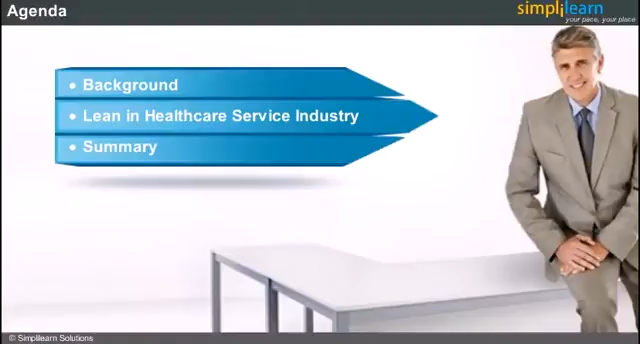 Agenda
simplilearn
your pace, your place
• Background
• Lean in Healthcare Service Industry
• Summary
© Simplilearn Solutions